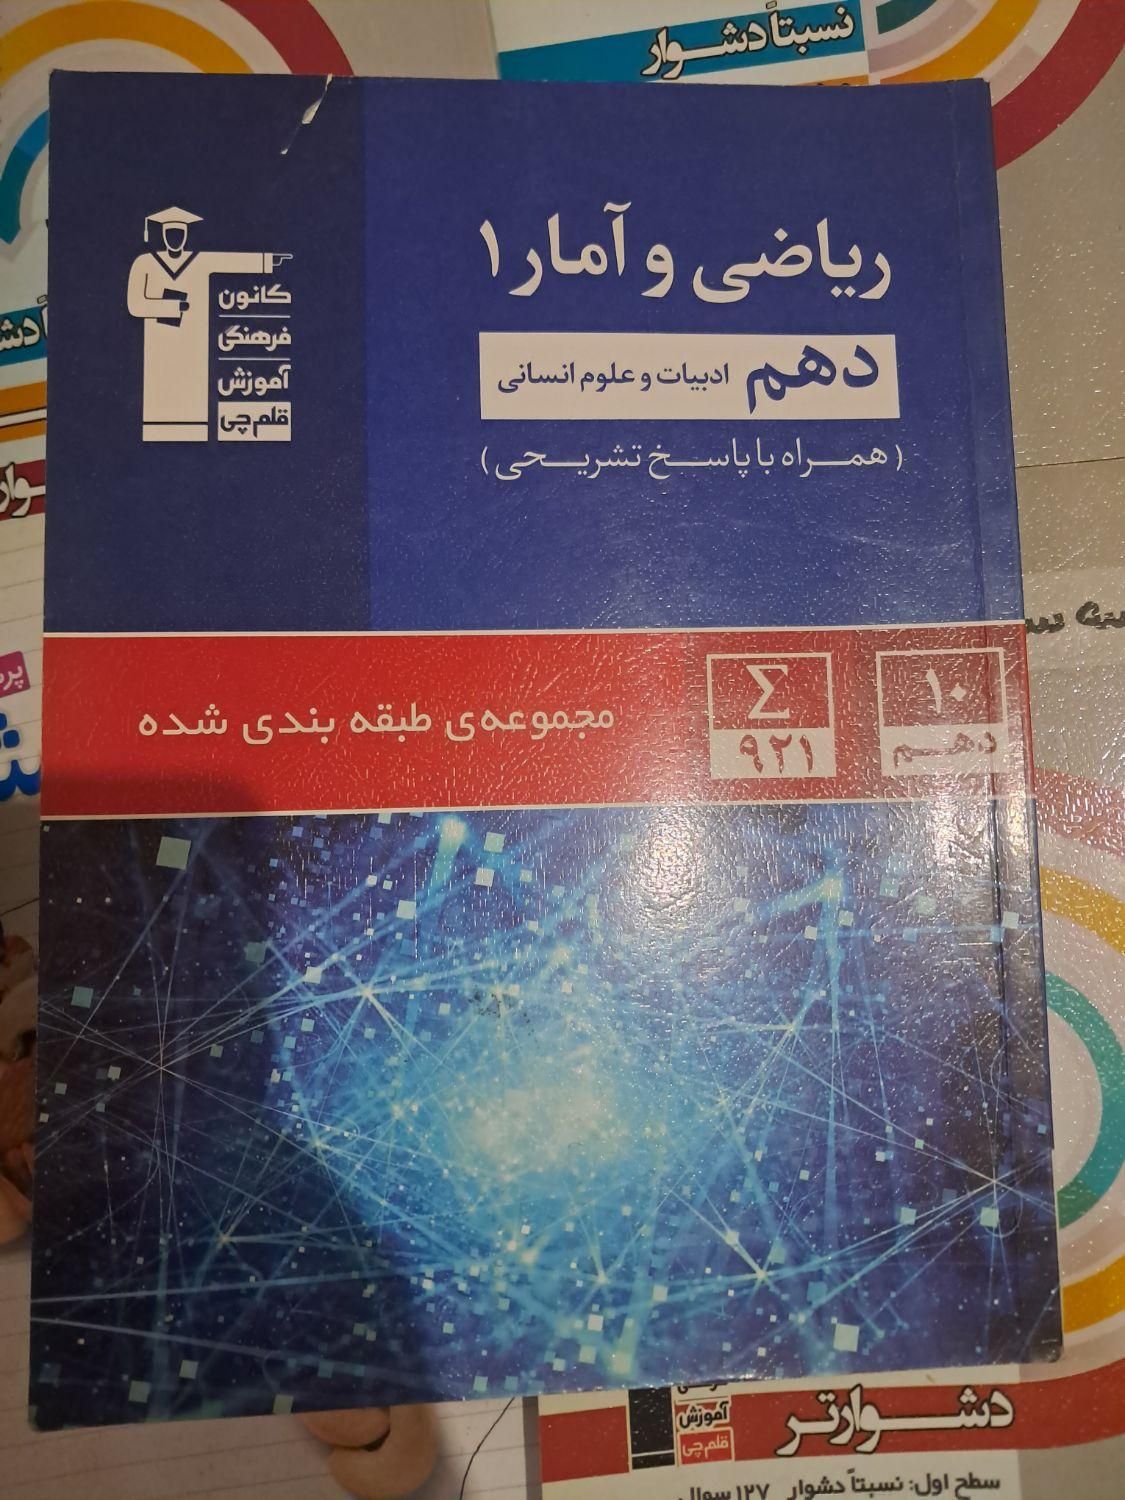 نسبتاً دشوار
ریاضی و آمار ۱
دهم ادبیات و علوم انسانی
(همراه با پاسخ تشریحی)
کانون
فرهنگی
آموزش
قلم‌چی
۱۰
دهم
Σ
۹۲۱
مجموعه‌ی طبقه بندی شده
دشوارتر
آموزش
قلم‌چی
سطح اول: نسبتاً دشوار ۱۲۷ سوال